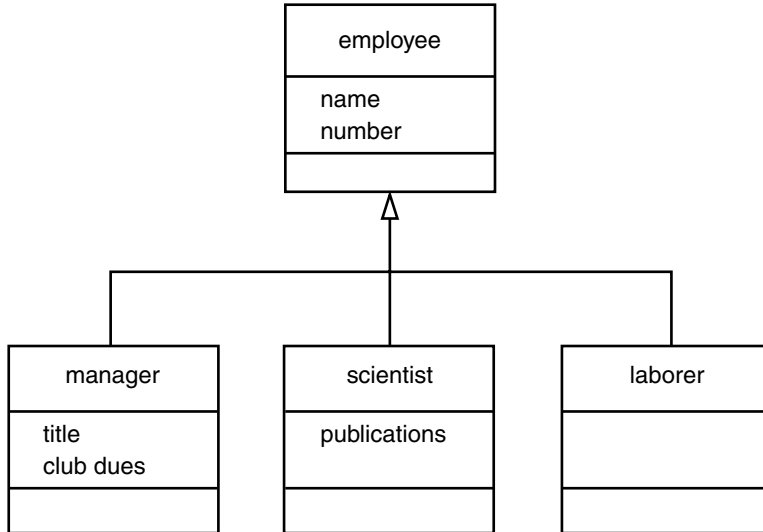 employee
name
number
manager
title
club dues
scientist
publications
laborer